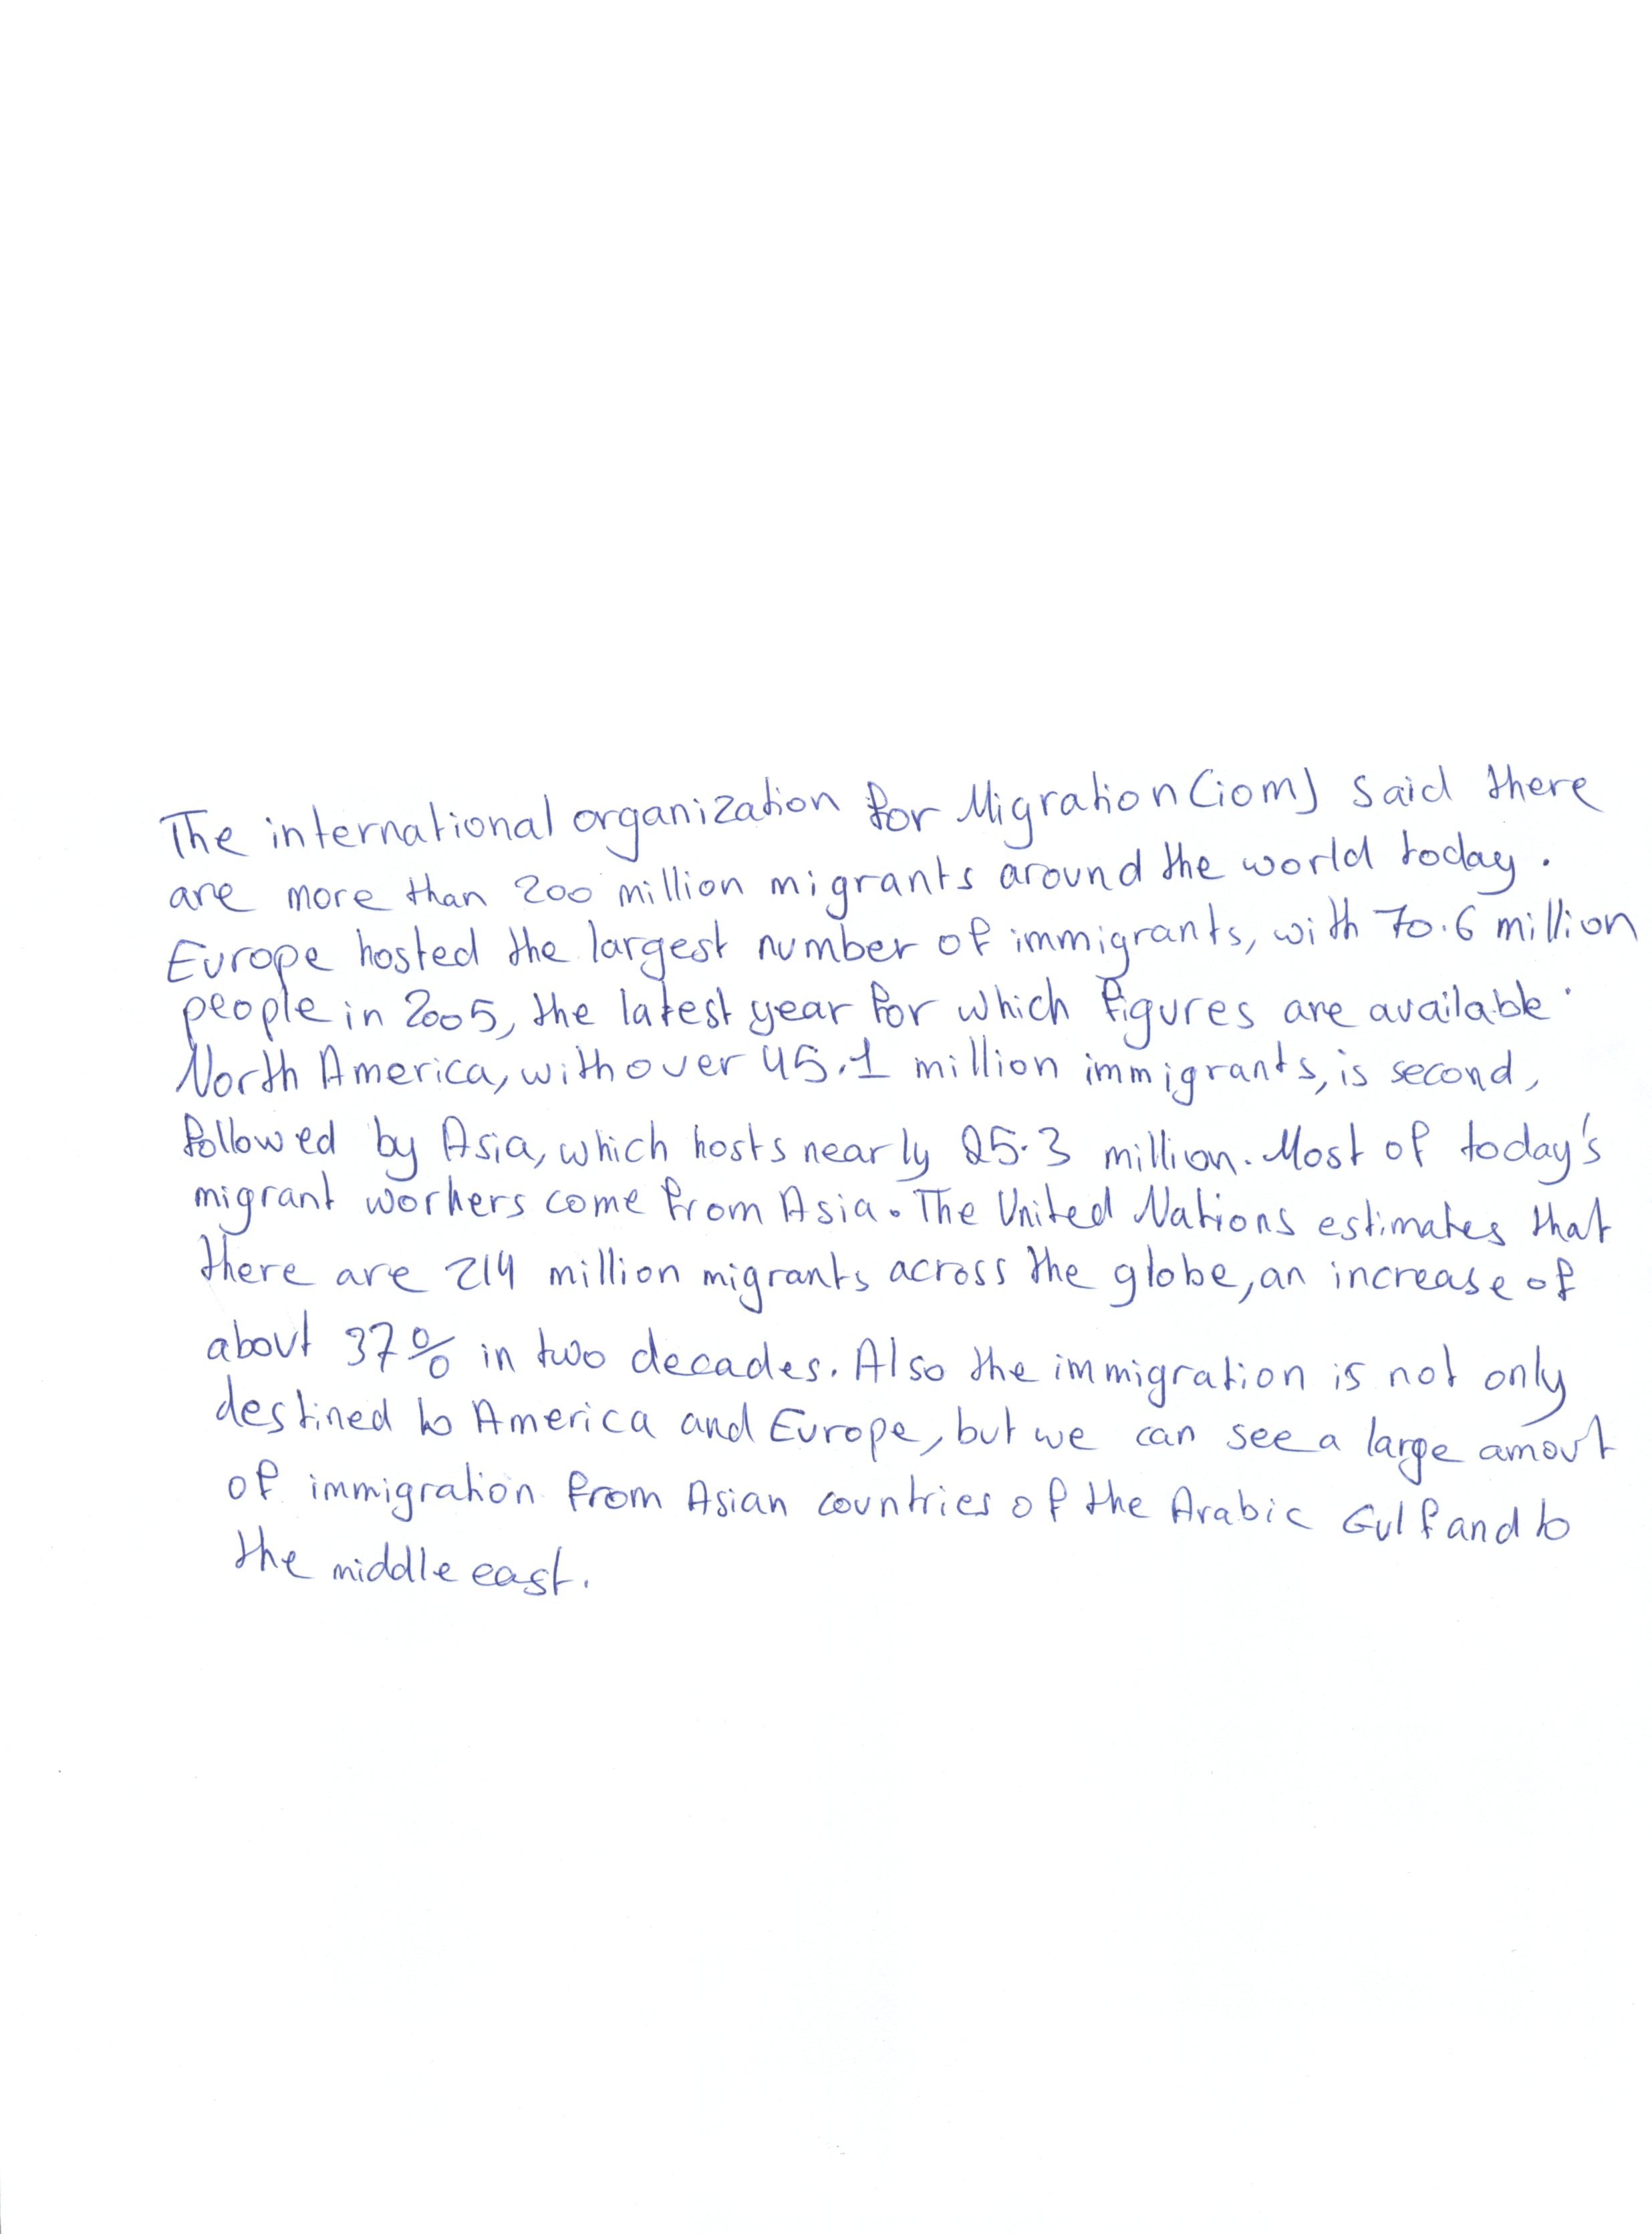 The international organization for Migration (iom) said there
are more than 200 million migrants around the world today.
Europe hosted the largest number of immigrants, with 70.6 million
people in 2005, the latest year for which figures are available.
North America, with over 45.1 million immigrants, is second,
followed by Asia, which hosts nearly 25.3 million. Most of today's
migrant workers come from Asia. The United Nations estimates that
there are 214 million migrants across the globe, an increase of
about 37% in two decades. Also the immigration is not only
destined to America and Europe, but we can see a large amout
of immigration from Asian countries of the Arabic Gulf and to
the middle east.